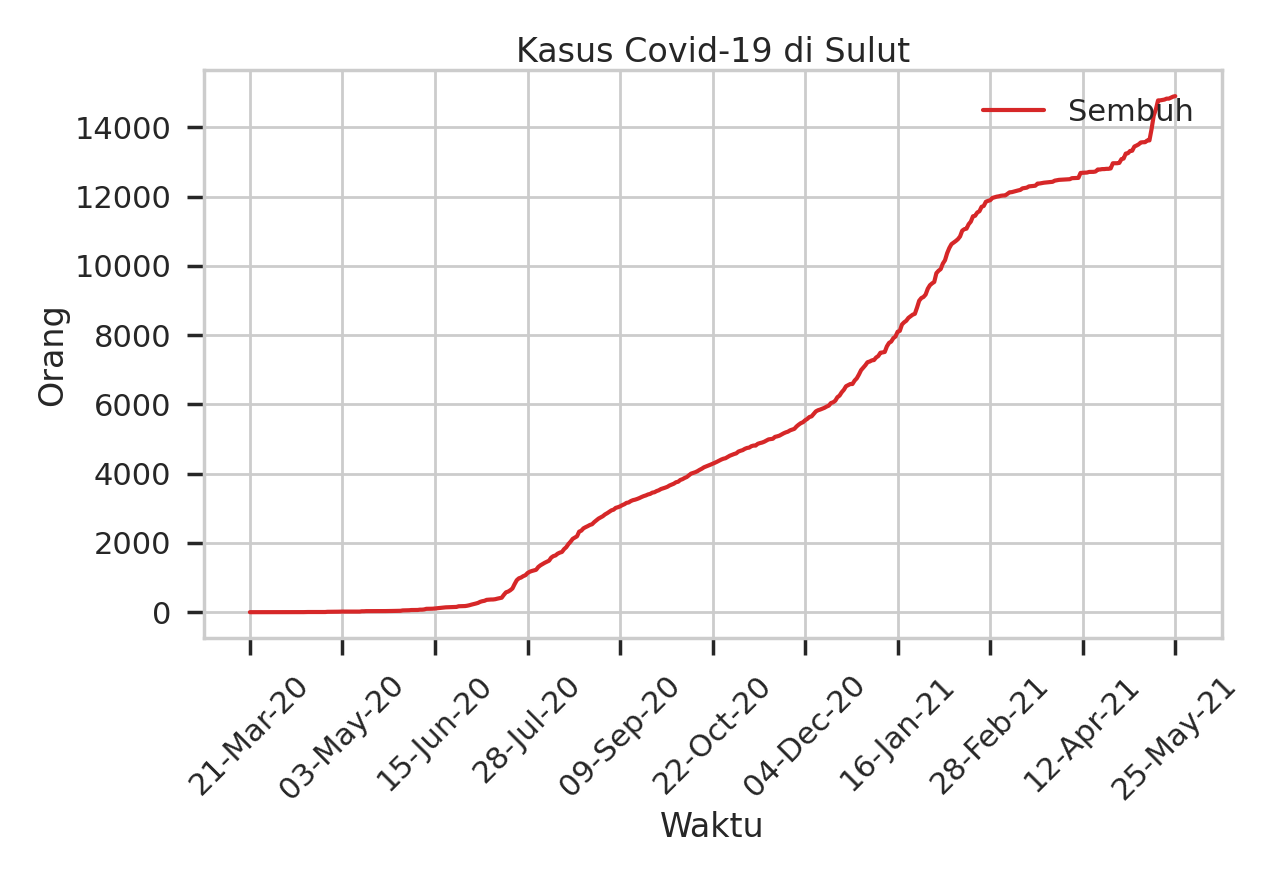 Kasus Covid-19 di Sulut
Sembuh
Orang
14000
12000
10000
8000
6000
4000
2000
0
21-Mar-20
03-May-20
15-Jun-20
28-Jul-20
09-Sep-20
22-Oct-20
04-Dec-20
16-Jan-21
28-Feb-21
12-Apr-21
25-May-21
Waktu